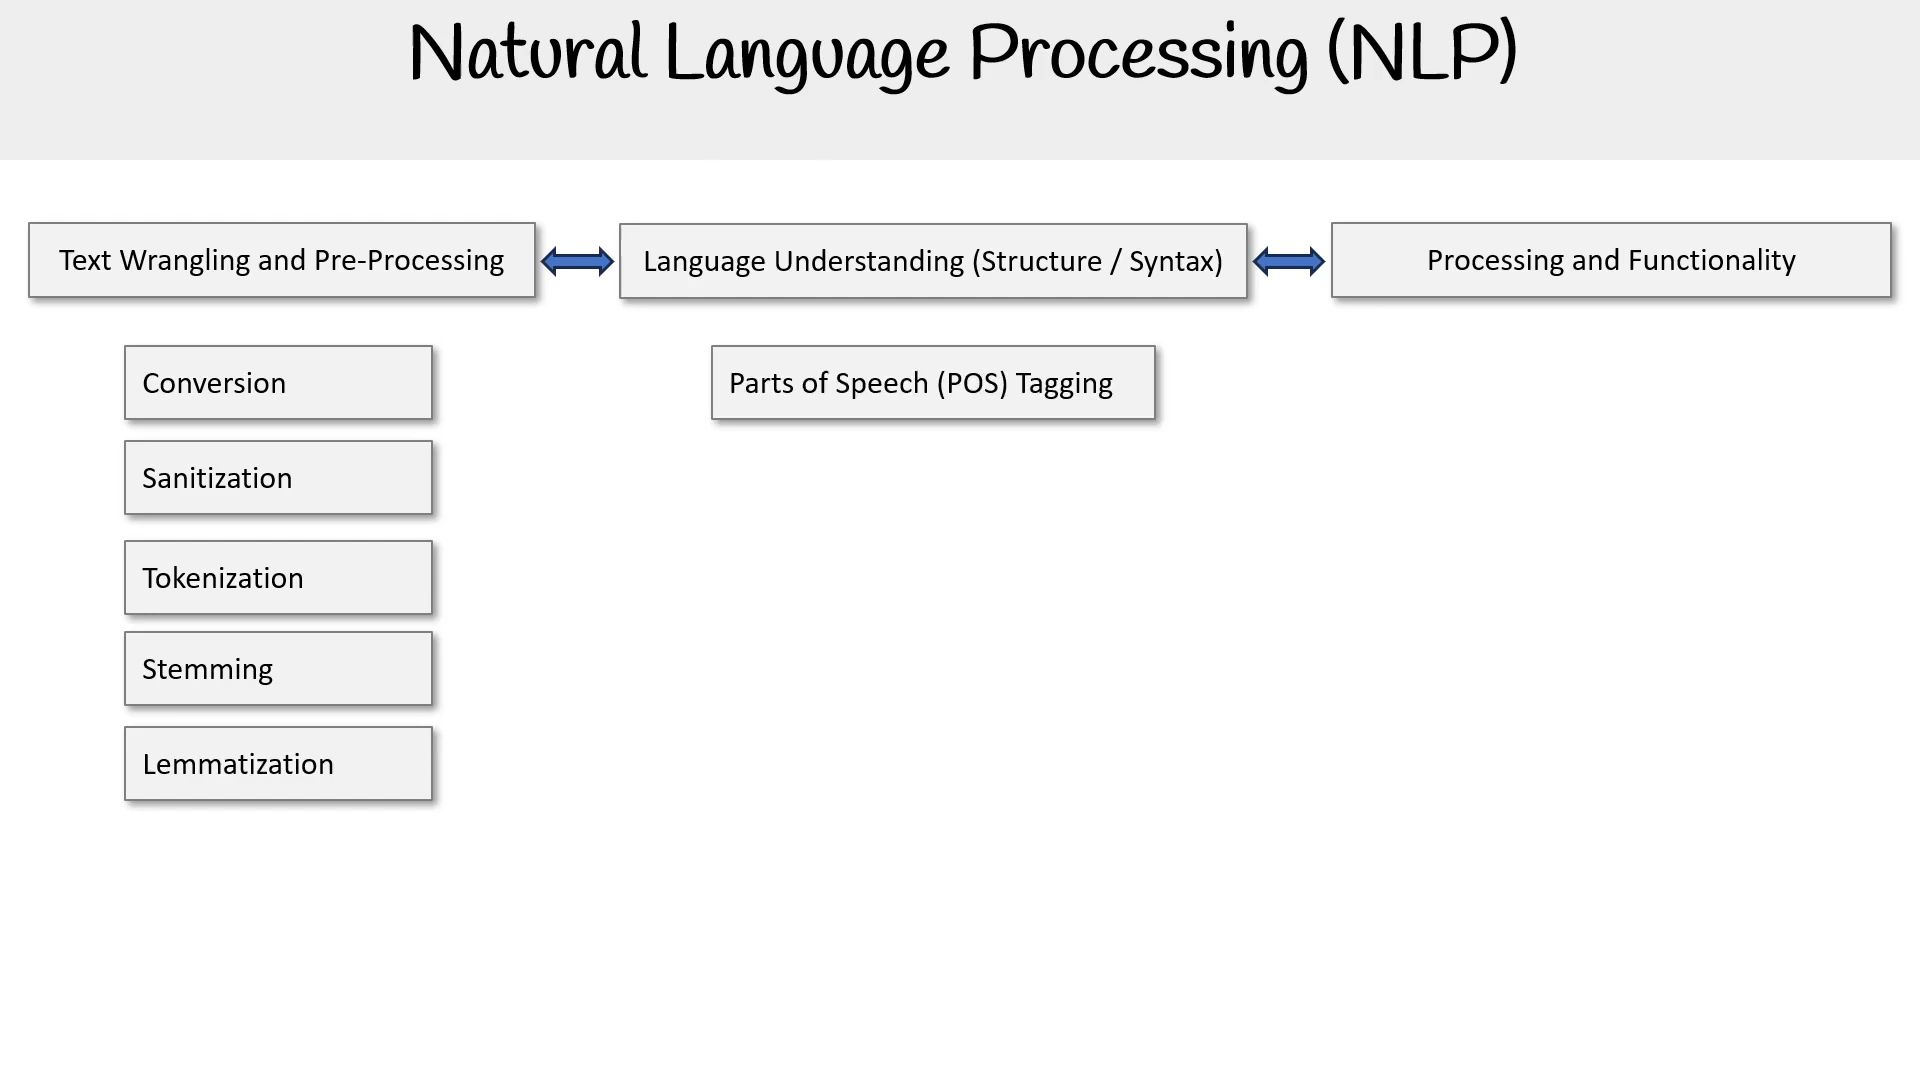 Natural Language Processing (NLP)
Text Wrangling and Pre-Processing
Language Understanding (Structure / Syntax)
Processing and Functionality
Conversion
Parts of Speech (POS) Tagging
Sanitization
Tokenization
Stemming
Lemmatization